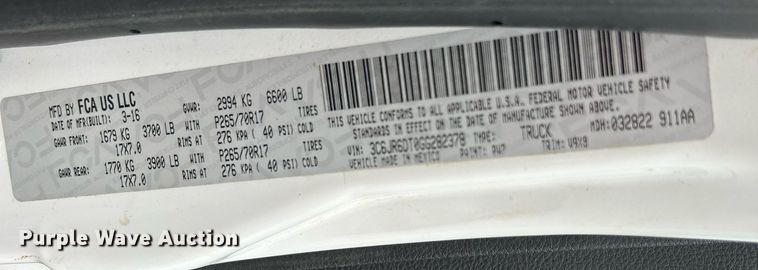 MFD BY FCA US LLC
DATE OF MFR(BUILT): 3-16 GVWR: 2994 KG 6600 LB
GAWR FRONT: 1679 KG 3700 LB W/ P265/70R17 TIRES
17X7.0 RIMS AT 276 KPA ( 40 PSI) COLD
GAWR REAR: 1770 KG 3900 LB W/ P265/70R17 TIRES
17X7.0 RIMS AT 276 KPA ( 40 PSI) COLD
THIS VEHICLE CONFORMS TO ALL APPLICABLE U.S.A. FEDERAL MOTOR VEHICLE SAFETY
STANDARDS IN EFFECT ON THE DATE OF MANUFACTURE SHOWN ABOVE.
VIN: 3C6JR6DT0GG282378 TYPE: TRUCK MDH: 032822 911AA
MADE IN MEXICO PAINT: PW7 TRIM: V9X9
Purple Wave Auction